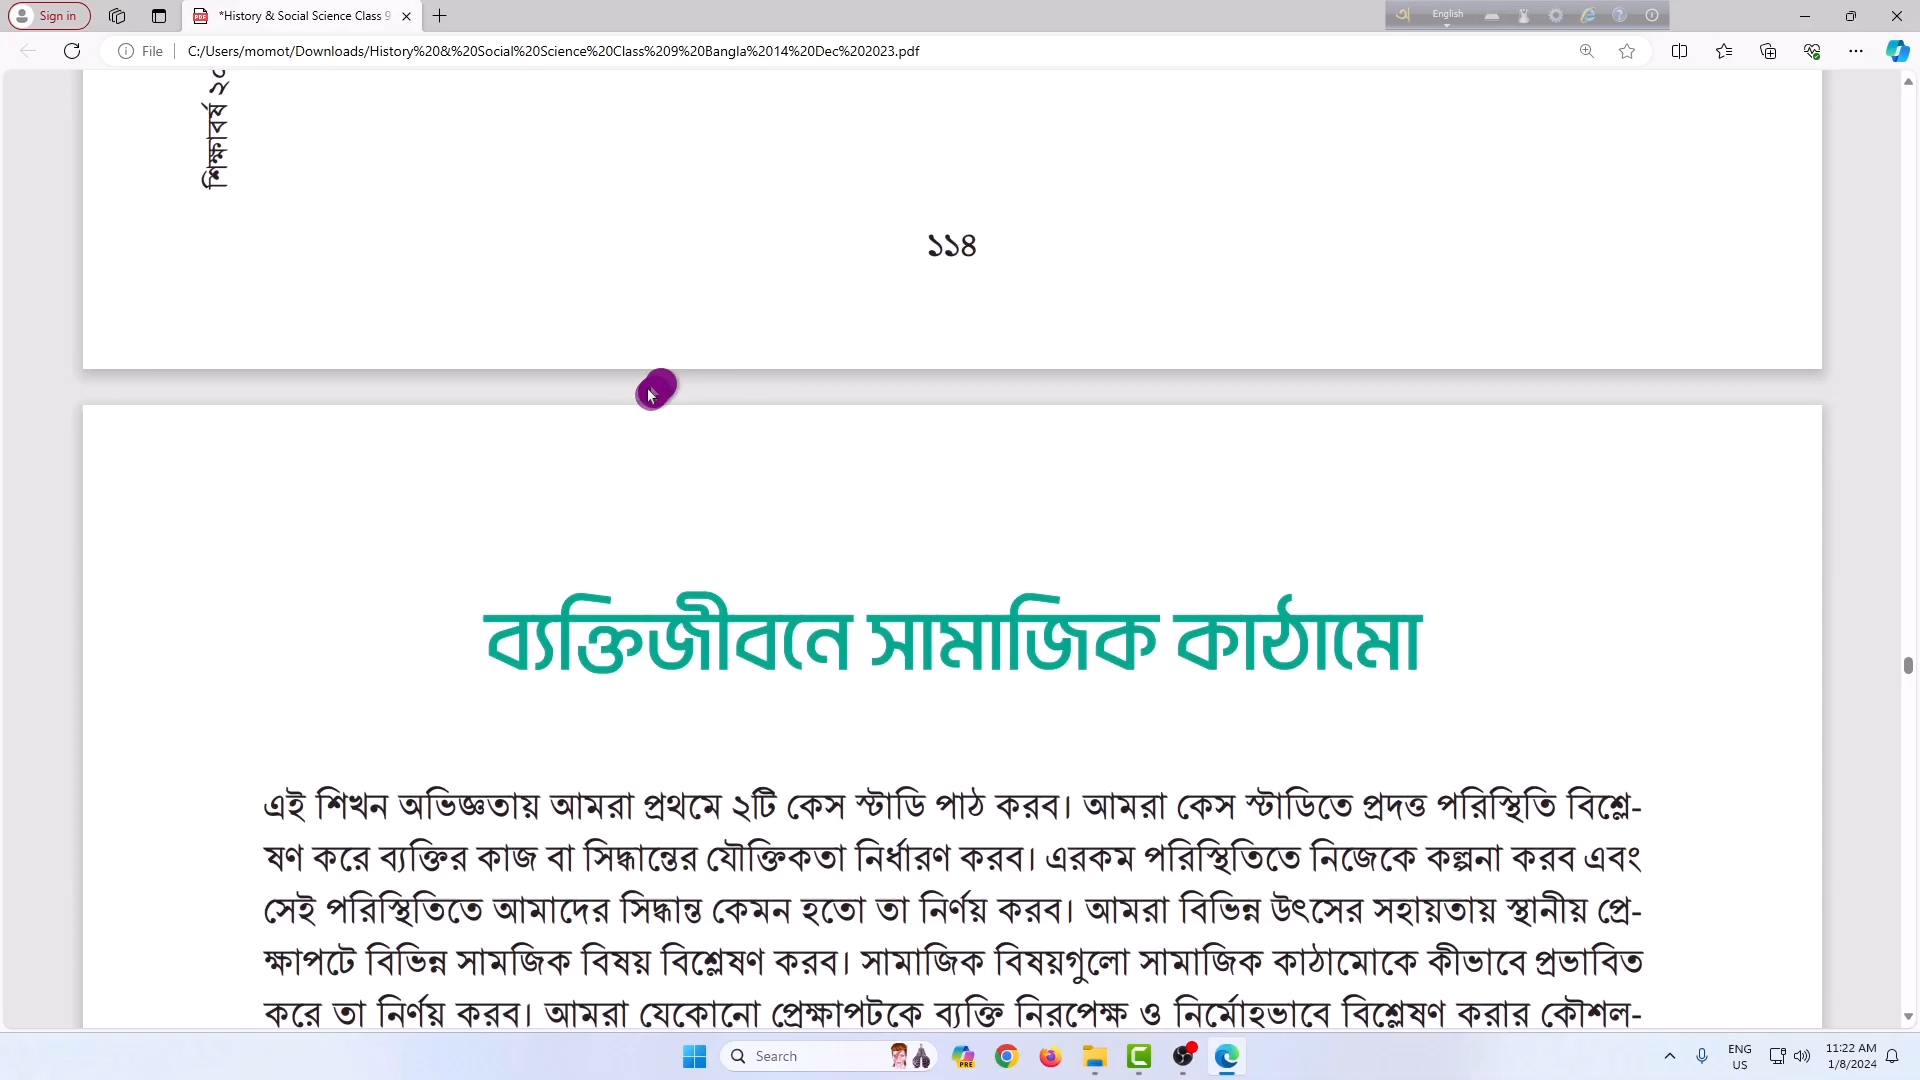 Sign in
*History & Social Science Class 9
English
File
C:/Users/momot/Downloads/History%20&%20Social%20Science%20Class%209%20Bangla%2014%20Dec%202023.pdf
শিক্ষাবর্ষ
১১৪
ব্যক্তিজীবনে সামাজিক কাঠামো
এই শিখন অভিজ্ঞতায় আমরা প্রথমে ২টি কেস স্টাডি পাঠ করব। আমরা কেস স্টাডিতে প্রদত্ত পরিস্থিতি বিশ্লে-
ষণ করে ব্যক্তির কাজ বা সিদ্ধান্তের যৌক্তিকতা নির্ধারণ করব। এরকম পরিস্থিতিতে নিজেকে কল্পনা করব এবং
সেই পরিস্থিতিতে আমাদের সিদ্ধান্ত কেমন হতো তা নির্ণয় করব। আমরা বিভিন্ন উৎসের সহায়তায় স্থানীয় প্রে-
ক্ষাপটে বিভিন্ন সামজিক বিষয় বিশ্লেষণ করব। সামাজিক বিষয়গুলো সামাজিক কাঠামোকে কীভাবে প্রভাবিত
করে তা নির্ণয় করব। আমরা যেকোনো প্রেক্ষাপটকে ব্যক্তি নিরপেক্ষ ও নির্মোহভাবে বিশ্লেষণ করার কৌশল-
Search
PRE
ENG
US
11:22 AM
1/8/2024